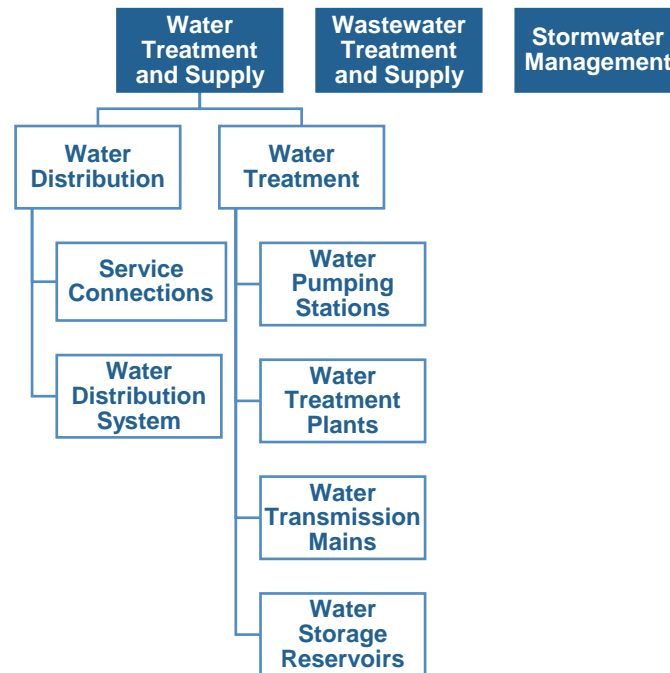 Water
Treatment
and Supply
Wastewater
Treatment
and Supply
Stormwater
Management
Water
Distribution
Water
Treatment
Service
Connections
Water
Distribution
System
Water
Pumping
Stations
Water
Treatment
Plants
Water
Transmission
Mains
Water
Storage
Reservoirs